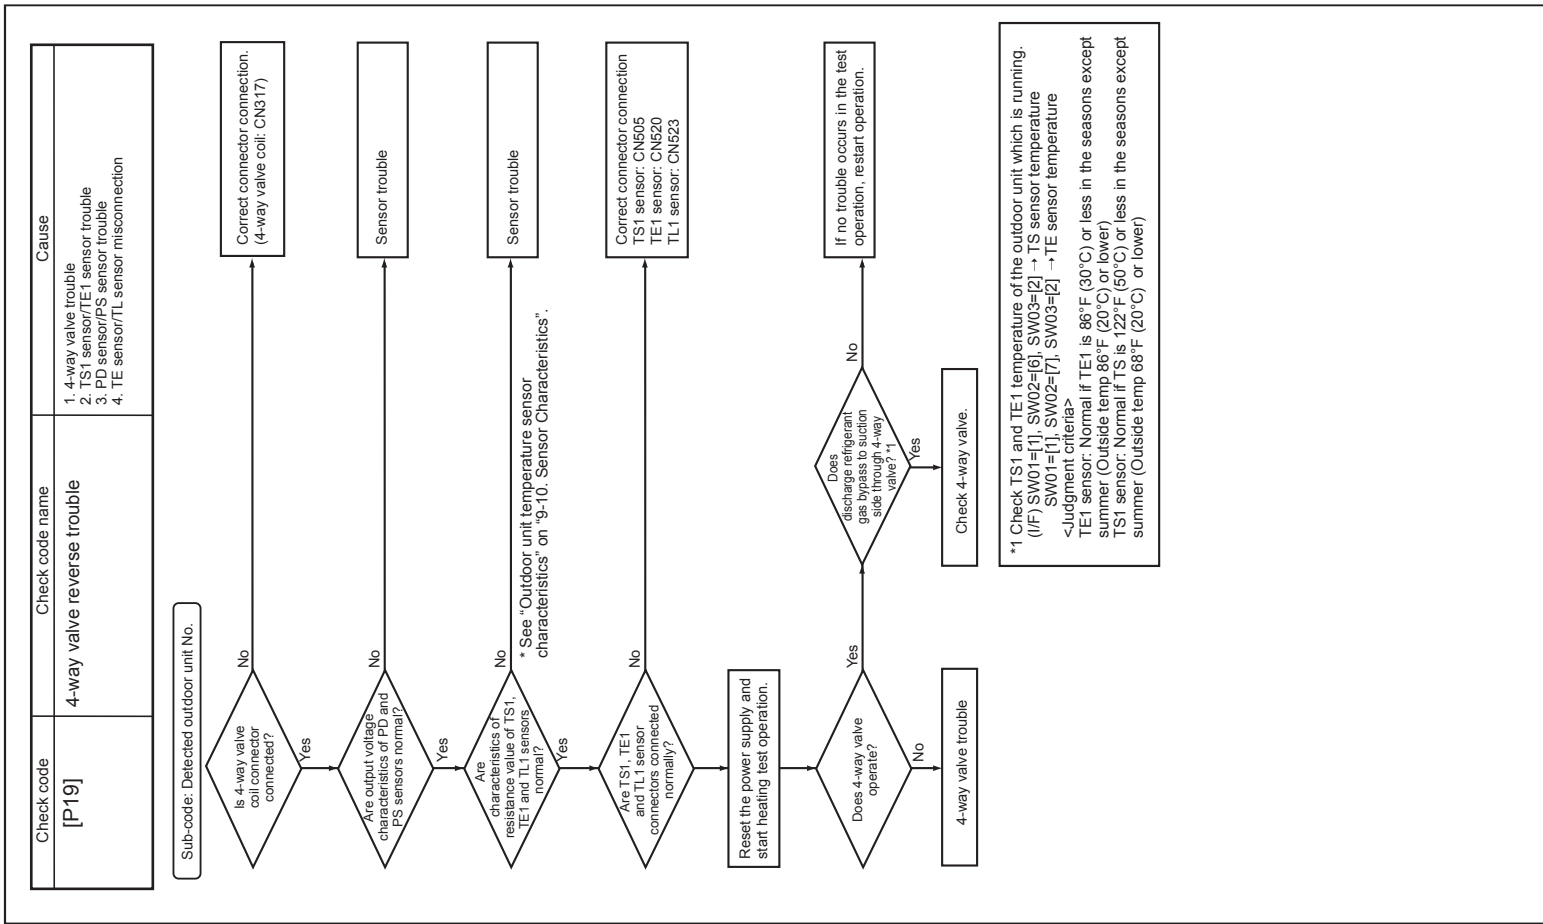 Check code
Check code name
Cause
[P19]
4-way valve reverse trouble
1. 4-way valve trouble
2. TS1 sensor/TE1 sensor trouble
3. PD sensor/PS sensor trouble
4. TE sensor/TL sensor misconnection
Sub-code: Detected outdoor unit No.
Is 4-way valve
coil connector
connected?
No
Correct connector connection.
(4-way valve coil: CN317)
Yes
Are output voltage
characteristics of PD and
PS sensors normal?
No
Sensor trouble
Yes
Are
characteristics of
resistance value of TS1,
TE1 and TL1 sensors
normal?
No
Sensor trouble
* See “Outdoor unit temperature sensor
characteristics” on “9-10. Sensor Characteristics”.
Yes
Are TS1, TE1
and TL1 sensor
connectors connected
normally?
No
Correct connector connection
TS1 sensor: CN505
TE1 sensor: CN520
TL1 sensor: CN523
Reset the power supply and
start heating test operation.
Does 4-way valve
operate?
Yes
Does
discharge refrigerant
gas bypass to suction
side through 4-way
valve? *1
No
If no trouble occurs in the test
operation, restart operation.
No
Yes
4-way valve trouble
Check 4-way valve.
*1 Check TS1 and TE1 temperature of the outdoor unit which is running.
(I/F) SW01=[1], SW02=[6], SW03=[2] → TS sensor temperature
SW01=[1], SW02=[7], SW03=[2] →TE sensor temperature
<Judgment criteria>
TE1 sensor: Normal if TE1 is 86°F (30°C) or less in the seasons except
summer (Outside temp 86°F (20°C) or lower)
TS1 sensor: Normal if TS is 122°F (50°C) or less in the seasons except
summer (Outside temp 68°F (20°C) or lower)